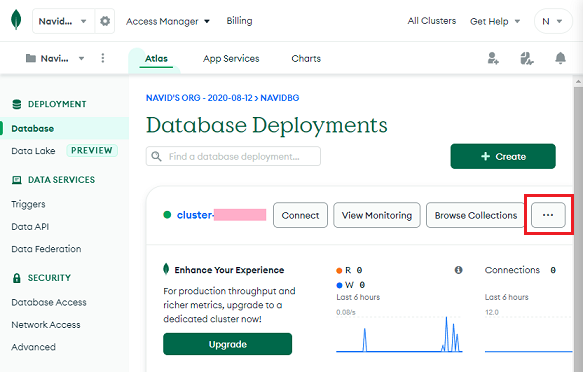 Navid...
Access Manager
Billing
All Clusters
Get Help
N
Navi...
Atlas
App Services
Charts
DEPLOYMENT
Database
Data Lake
PREVIEW
DATA SERVICES
Triggers
Data API
Data Federation
SECURITY
Database Access
Network Access
Advanced
NAVID'S ORG - 2020-08-12 > NAVIDBG
Database Deployments
Find a database deployment...
+ Create
cluster-
Connect
View Monitoring
Browse Collections
...
Enhance Your Experience
For production throughput and
richer metrics, upgrade to a
dedicated cluster now!
Upgrade
R 0
W 0
Last 6 hours
0.08/s
Connections 0
Last 6 hours
12.0